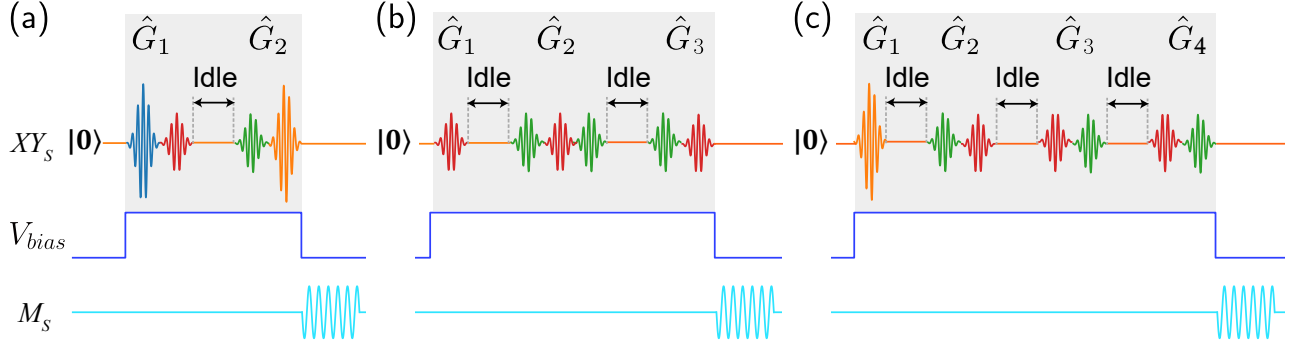 (a) Ĝ₁ Ĝ₂
Idle
XYₛ |0⟩
(b) Ĝ₁ Ĝ₂ Ĝ₃
Idle Idle
|0⟩
(c) Ĝ₁ Ĝ₂ Ĝ₃ Ĝ₄
Idle Idle Idle
|0⟩
V_bias
Mₛ